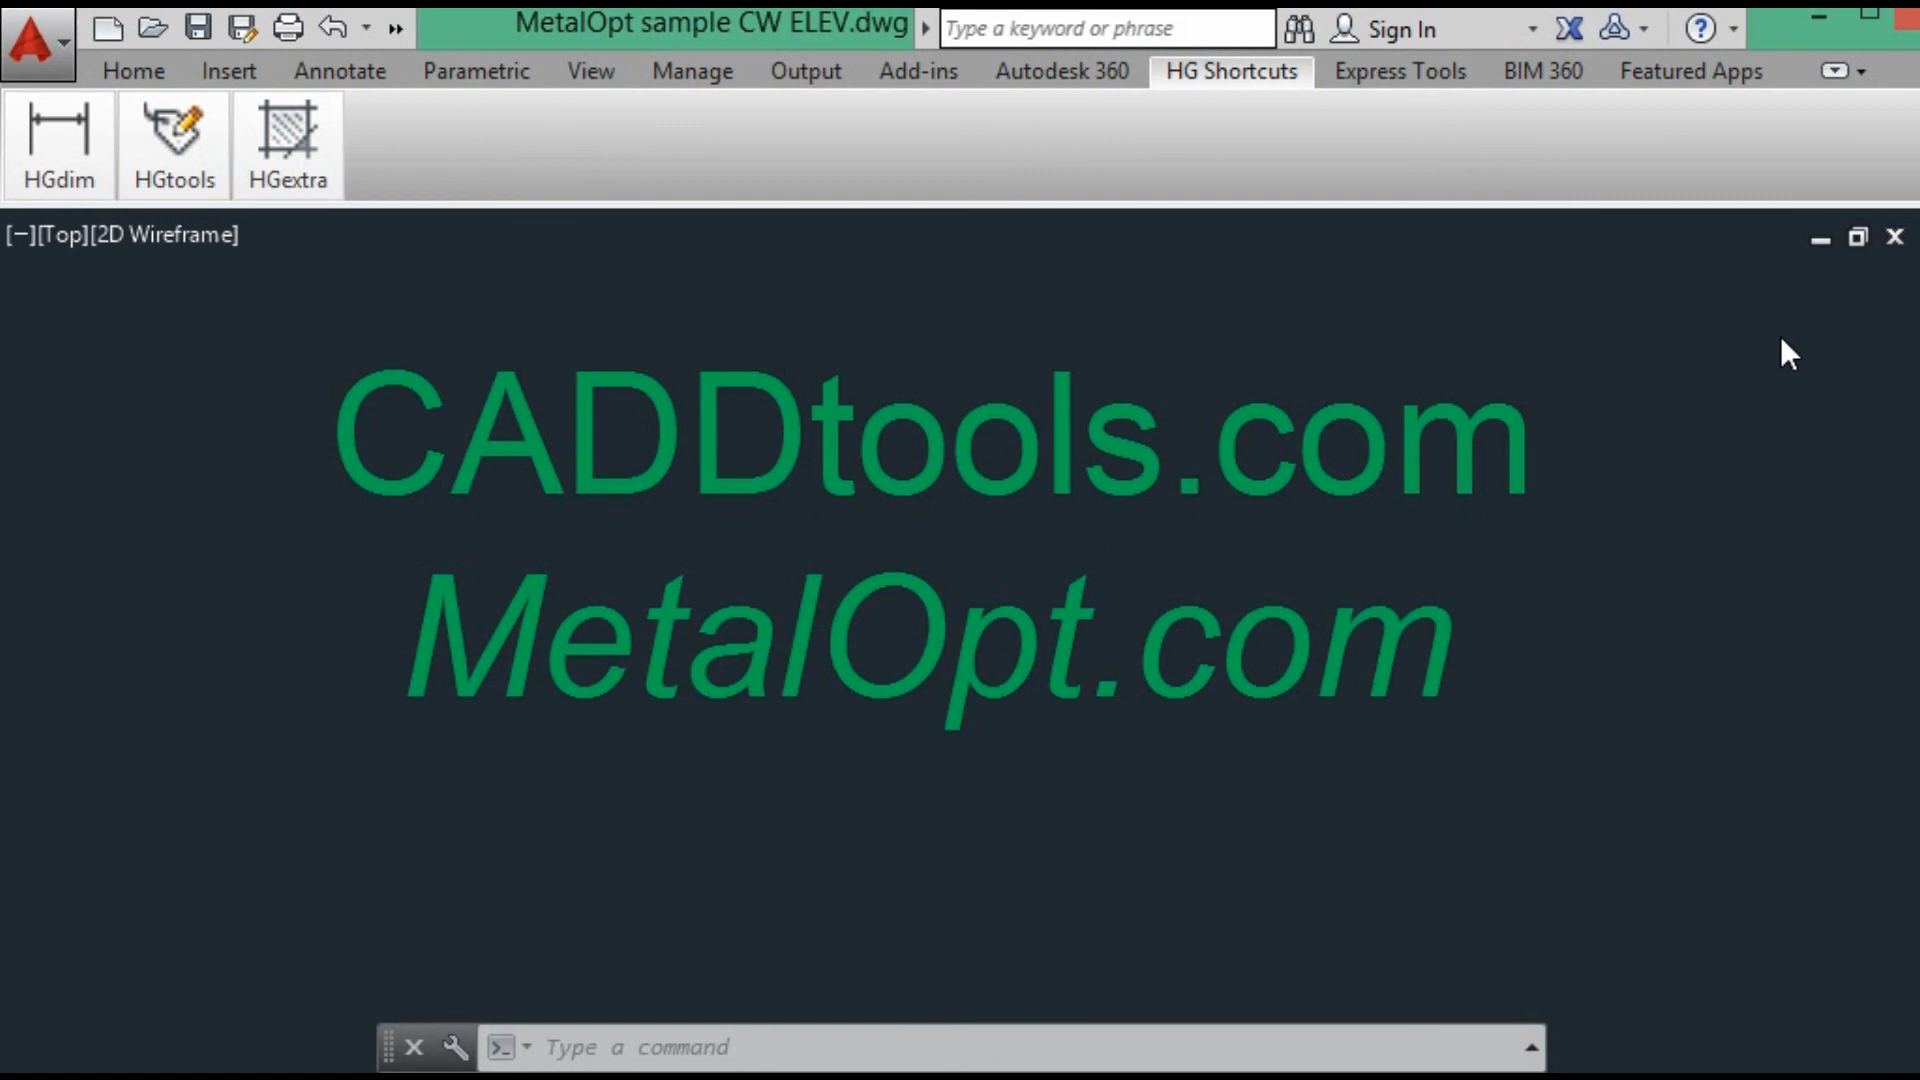 MetalOpt sample CW ELEV.dwg
Type a keyword or phrase
Sign In
Home Insert Annotate Parametric View Manage Output Add-ins Autodesk 360 HG Shortcuts Express Tools BIM 360 Featured Apps
HGdim HGtools HGextra
[−][Top][2D Wireframe]
CADDtools.com
MetalOpt.com
Type a command